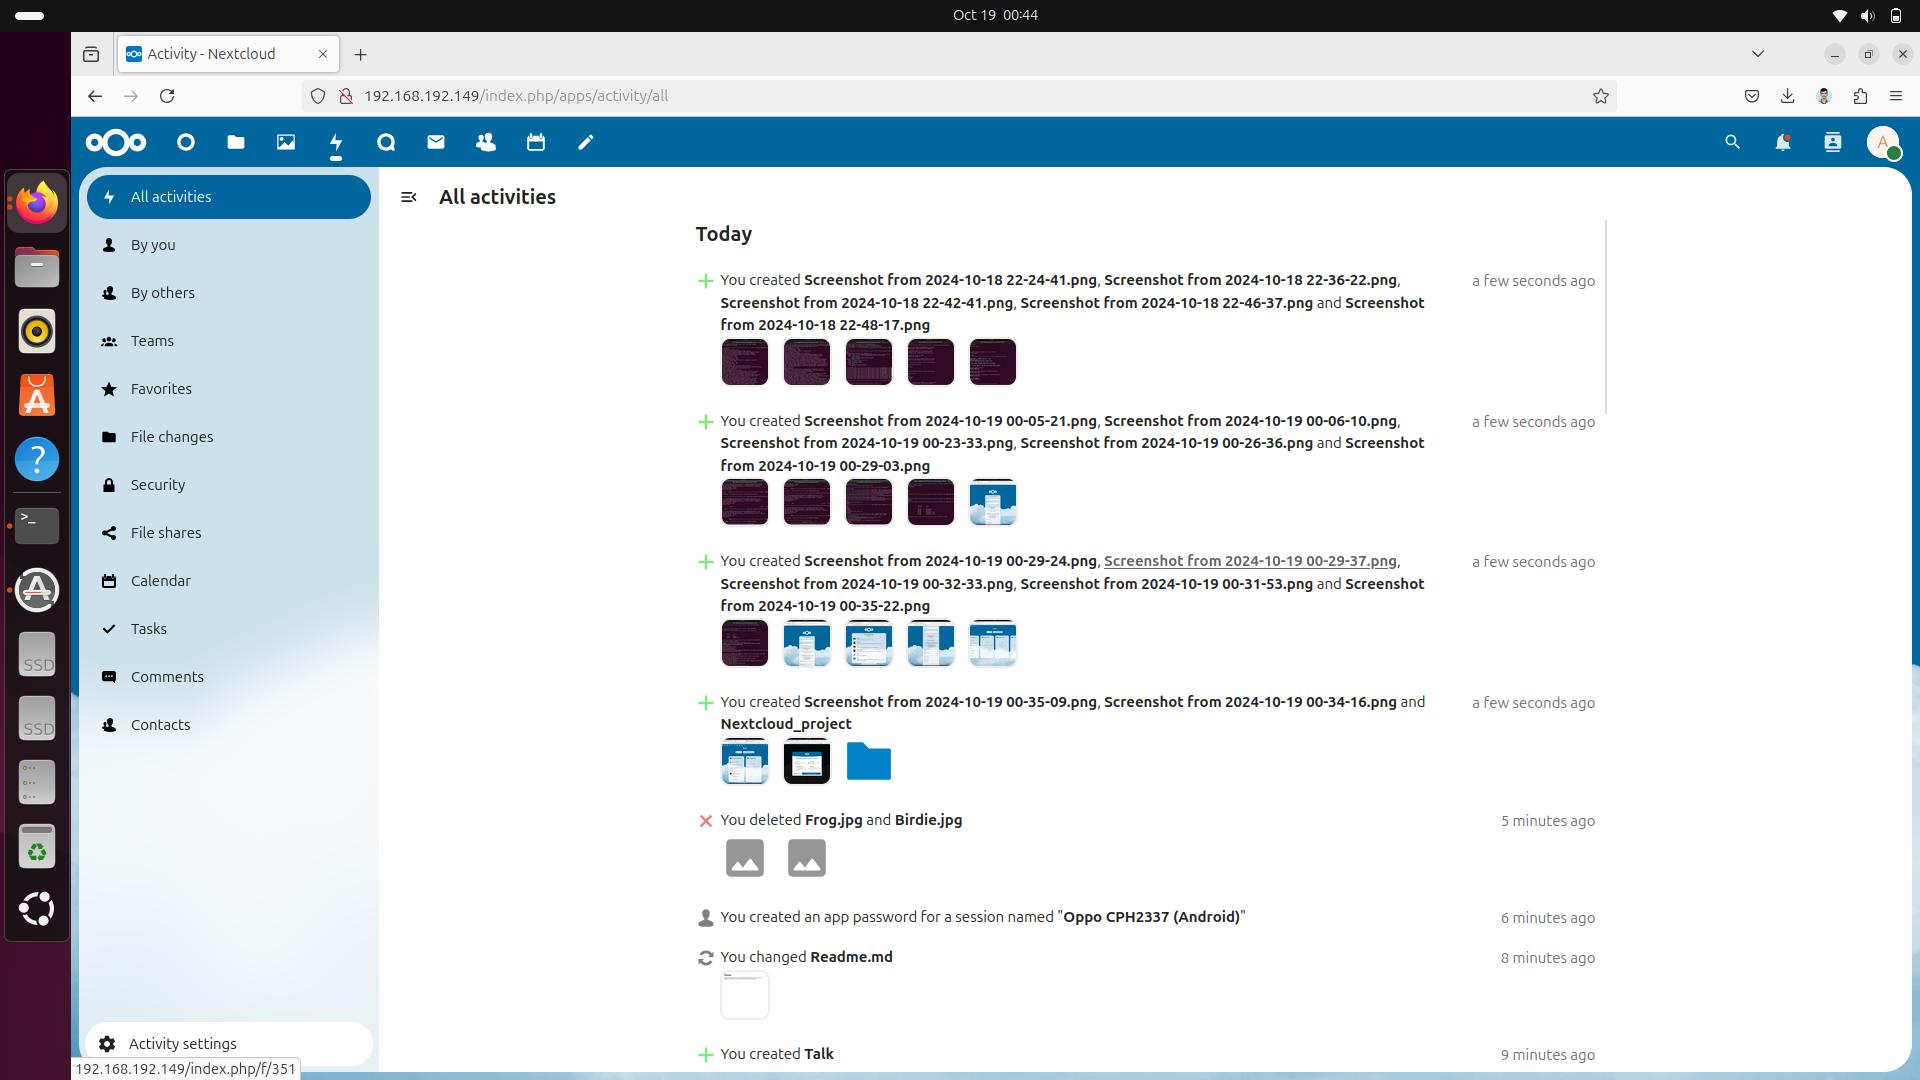 Oct 19 00:44
Activity - Nextcloud
192.168.192.149/index.php/apps/activity/all
A
All activities
By you
By others
Teams
Favorites
File changes
Security
File shares
Calendar
Tasks
Comments
Contacts
Activity settings
192.168.192.149/index.php/f/351
SSD
SSD
All activities
Today
You created Screenshot from 2024-10-18 22-24-41.png, Screenshot from 2024-10-18 22-36-22.png, a few seconds ago
Screenshot from 2024-10-18 22-42-41.png, Screenshot from 2024-10-18 22-46-37.png and Screenshot
from 2024-10-18 22-48-17.png
You created Screenshot from 2024-10-19 00-05-21.png, Screenshot from 2024-10-19 00-06-10.png, a few seconds ago
Screenshot from 2024-10-19 00-23-33.png, Screenshot from 2024-10-19 00-26-36.png and Screenshot
from 2024-10-19 00-29-03.png
You created Screenshot from 2024-10-19 00-29-24.png, Screenshot from 2024-10-19 00-29-37.png, a few seconds ago
Screenshot from 2024-10-19 00-32-33.png, Screenshot from 2024-10-19 00-31-53.png and Screenshot
from 2024-10-19 00-35-22.png
You created Screenshot from 2024-10-19 00-35-09.png, Screenshot from 2024-10-19 00-34-16.png and a few seconds ago
Nextcloud_project
You deleted Frog.jpg and Birdie.jpg 5 minutes ago
You created an app password for a session named "Oppo CPH2337 (Android)" 6 minutes ago
You changed Readme.md 8 minutes ago
You created Talk 9 minutes ago